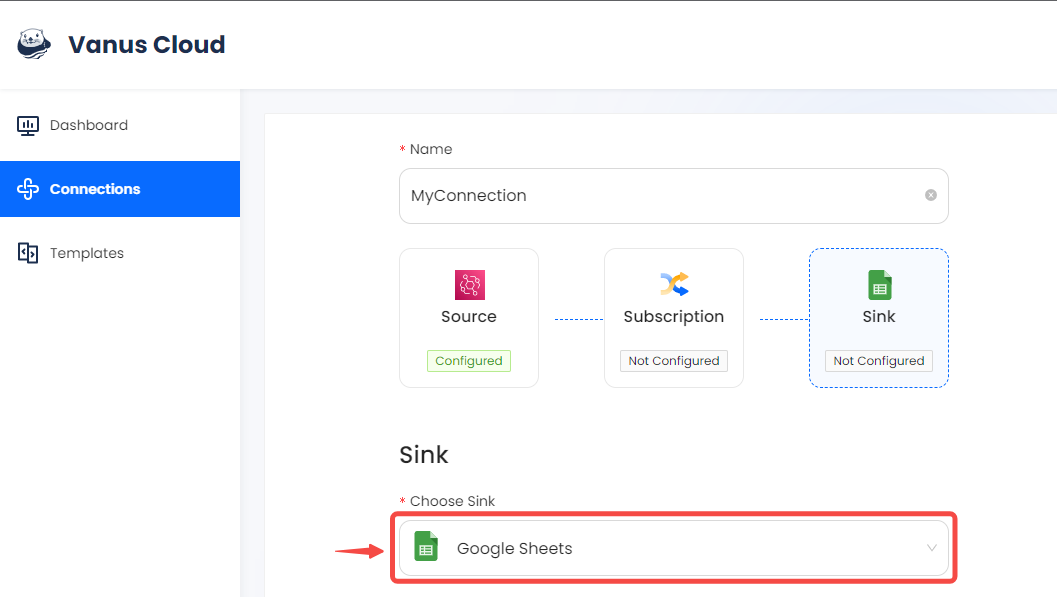 Vanus Cloud
Dashboard
Connections
Templates
* Name
MyConnection
Source
Configured
Subscription
Not Configured
Sink
Not Configured
Sink
* Choose Sink
Google Sheets